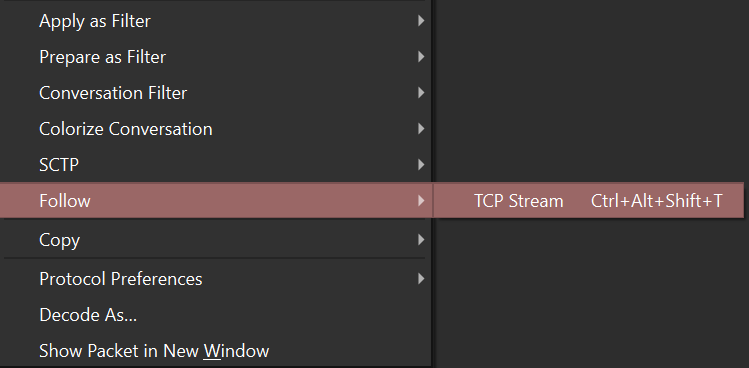 Apply as Filter
Prepare as Filter
Conversation Filter
Colorize Conversation
SCTP
Follow TCP Stream Ctrl+Alt+Shift+T
Copy
Protocol Preferences
Decode As...
Show Packet in New Window